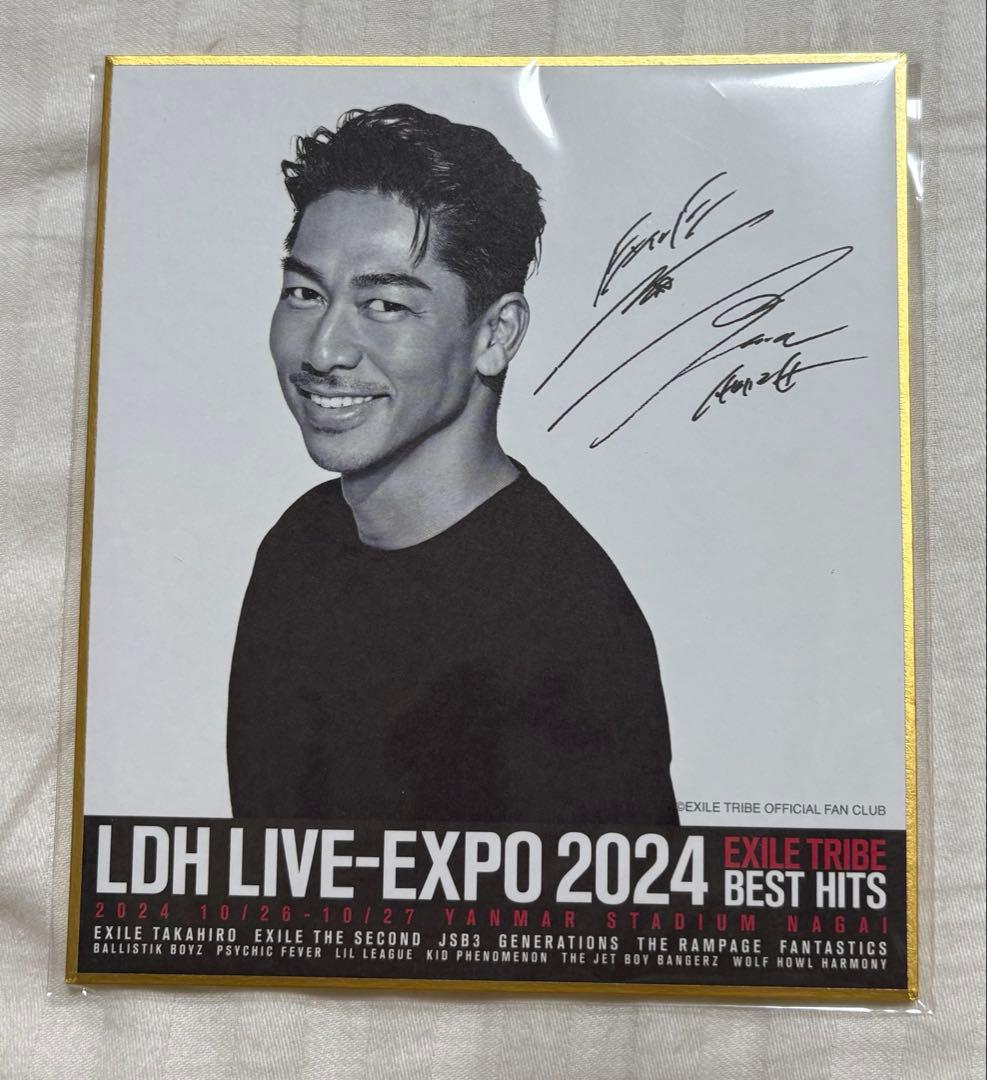 ©EXILE TRIBE OFFICIAL FAN CLUB
LDH LIVE-EXPO 2024 EXILE TRIBE BEST HITS
2024 10/26-10/27 YANMAR STADIUM NAGAI
EXILE TAKAHIRO EXILE THE SECOND JSB3 GENERATIONS THE RAMPAGE FANTASTICS
BALLISTIK BOYZ PSYCHIC FEVER LIL LEAGUE KID PHENOMENON THE JET BOY BANGERZ WOLF HOWL HARMONY